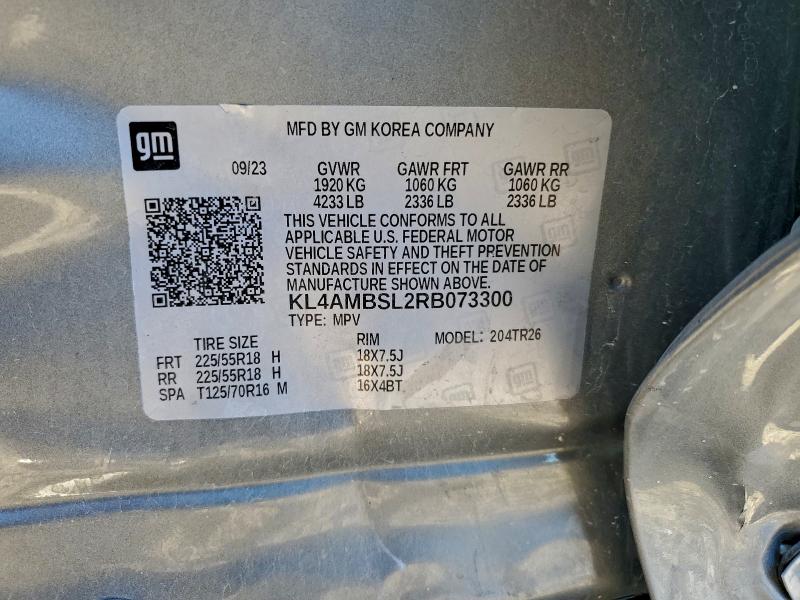 gm
MFD BY GM KOREA COMPANY
09/23 GVWR GAWR FRT GAWR RR
1920 KG 1060 KG 1060 KG
4233 LB 2336 LB 2336 LB
THIS VEHICLE CONFORMS TO ALL
APPLICABLE U.S. FEDERAL MOTOR
VEHICLE SAFETY AND THEFT PREVENTION
STANDARDS IN EFFECT ON THE DATE OF
MANUFACTURE SHOWN ABOVE.
KL4AMBSL2RB073300
TYPE: MPV MODEL: 204TR26
TIRE SIZE RIM
FRT 225/55R18 H 18X7.5J
RR 225/55R18 H 18X7.5J
SPA T125/70R16 M 16X4BT